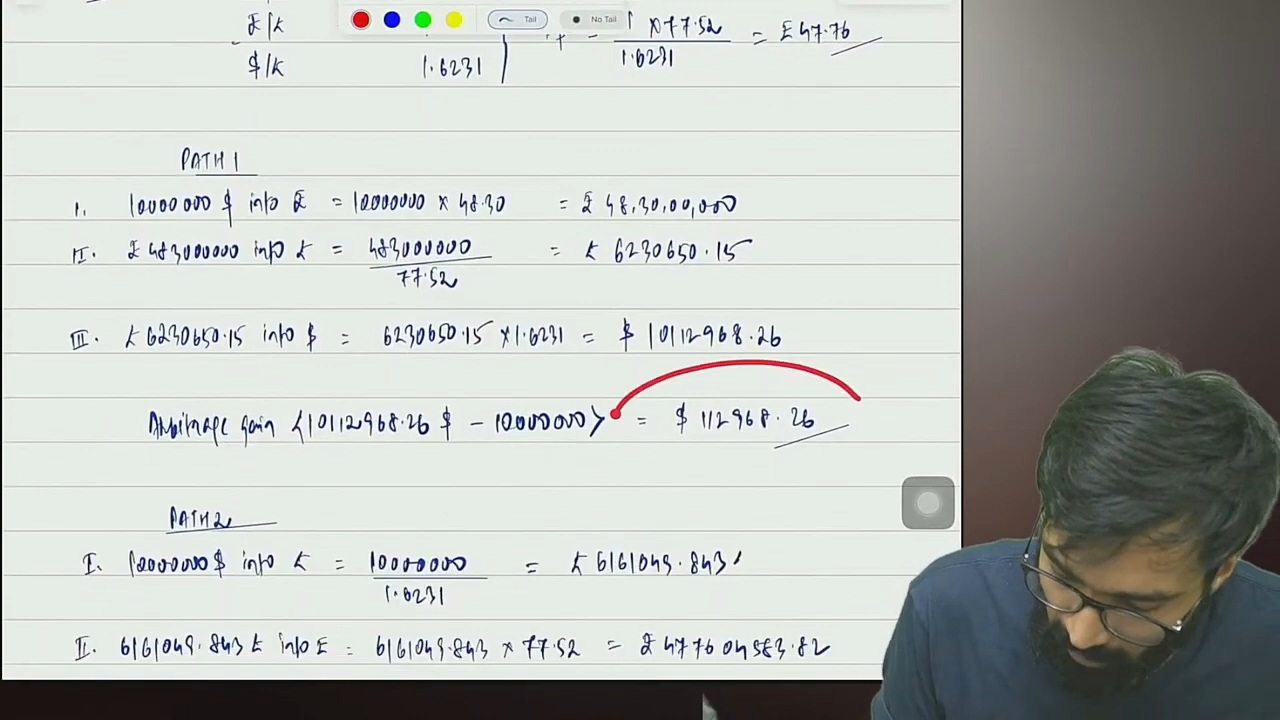 ₹/£
Tail
No Tail
1 × 77.52
= ₹47.76
1.6231
$/£
1.6231
PATH 1
I. 10000000 $ into ₹ = 10000000 × 48.30 = ₹ 48,30,00,000
II. ₹ 483000000 into £ = 483000000 = £ 6230650.15
77.52
III. £ 6230650.15 into $ = 6230650.15 × 1.6231 = $ 10112968.26
Arbitrage gain <10112968.26 $ - 10000000> = $ 112968.26
PATH 2
I. 10000000 $ into £ = 10000000 = £ 6161049.843
1.6231
II. 6161049.843 £ into ₹ = 6161049.843 × 77.52 = ₹ 477604583.82